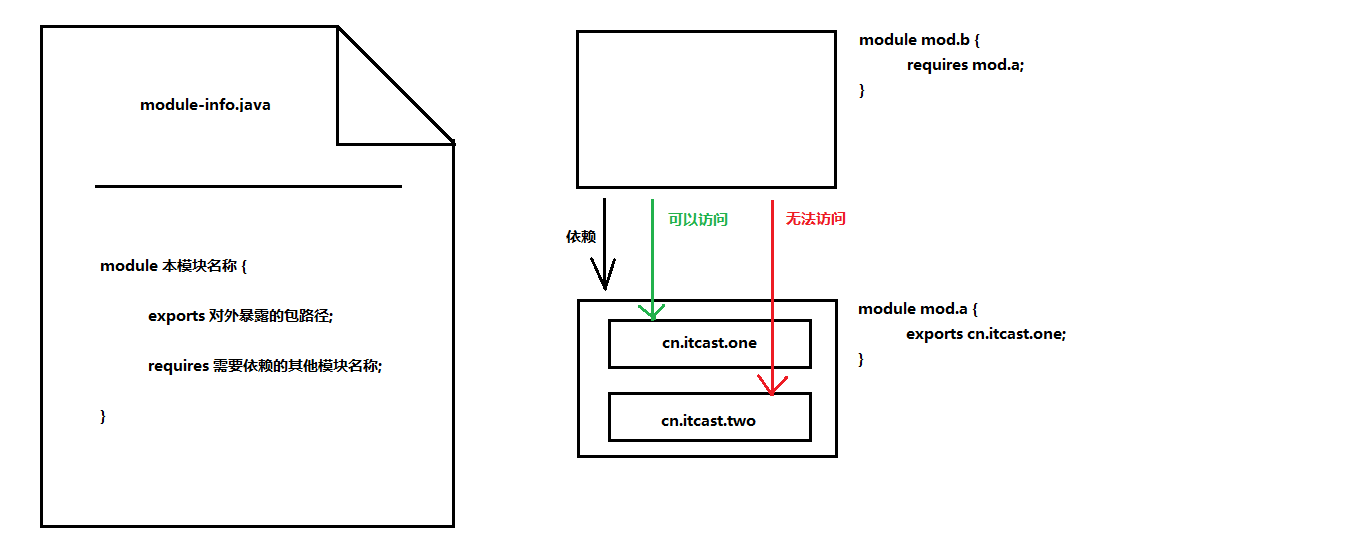 module-info.java
module 本模块名称 {
exports 对外暴露的包路径;
requires 需要依赖的其他模块名称;
}
module mod.b {
requires mod.a;
}
依赖
可以访问
无法访问
cn.itcast.one
cn.itcast.two
module mod.a {
exports cn.itcast.one;
}